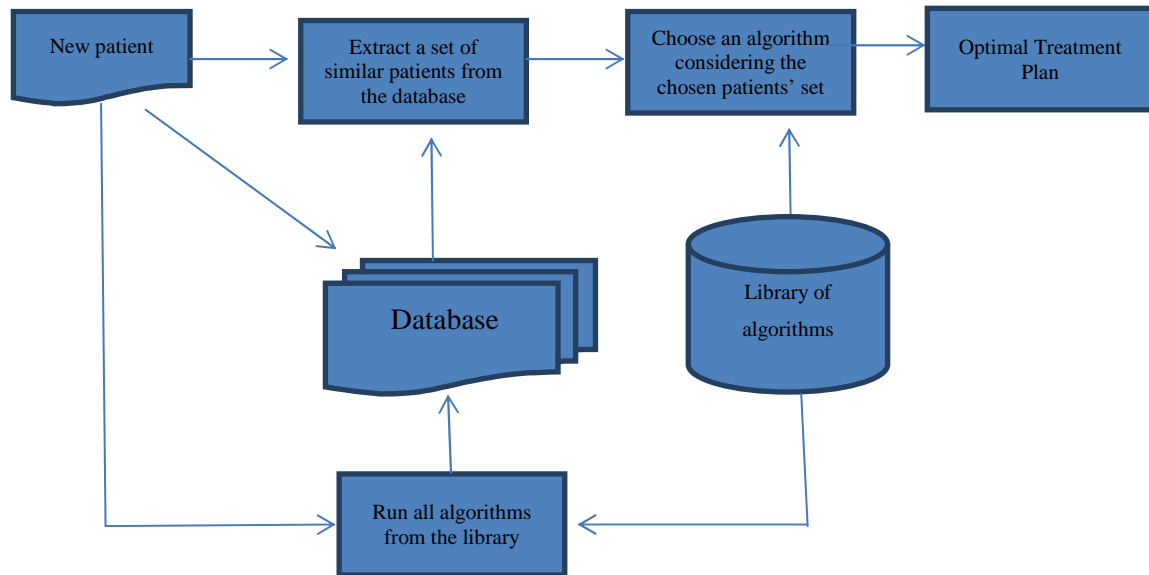 New patient
Extract a set of
similar patients from
the database
Choose an algorithm
considering the
chosen patients' set
Optimal Treatment
Plan
Database
Library of
algorithms
Run all algorithms
from the library